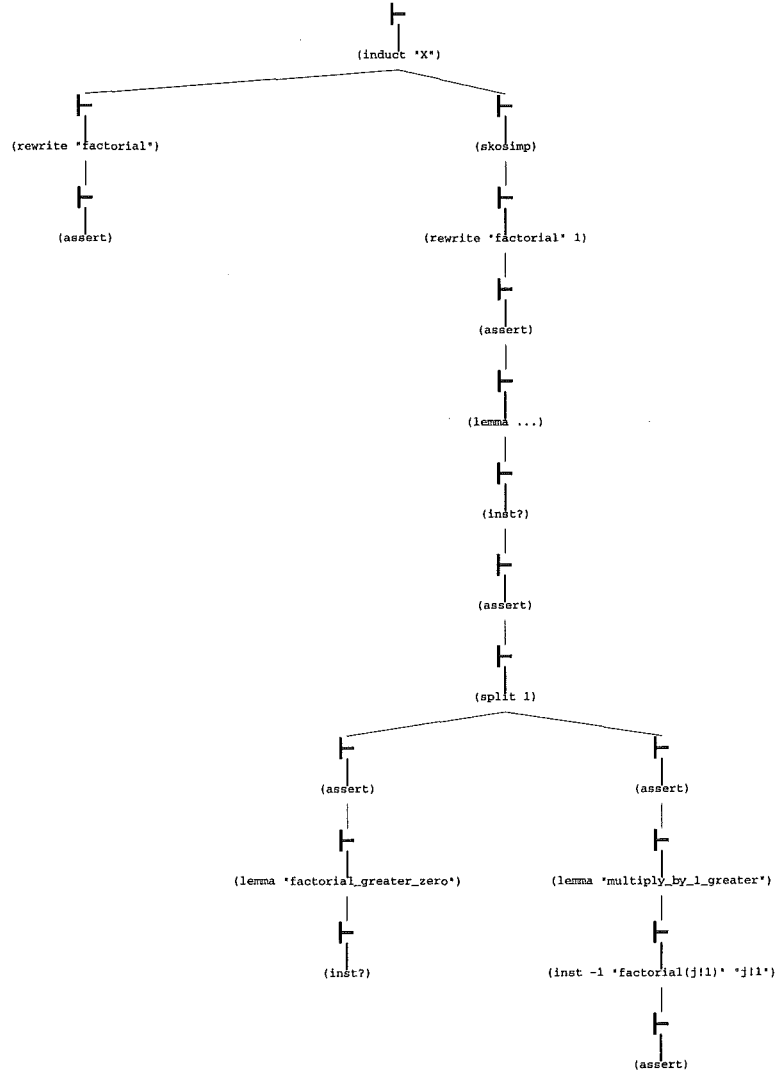 (induct "X")
(rewrite "factorial")
(skosimp)
(assert)
(rewrite "factorial" 1)
(assert)
(lemma ...)
(inst?)
(assert)
(split 1)
(assert)
(assert)
(lemma "factorial_greater_zero")
(lemma "multiply_by_1_greater")
(inst?)
(inst -1 "factorial(j!1)" "j!1")
(assert)